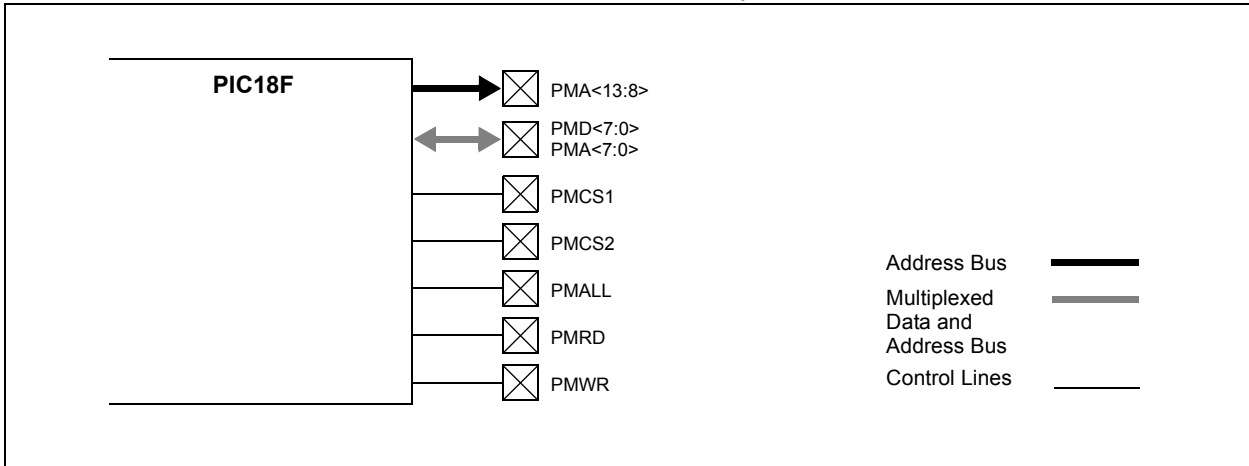 PIC18F
PMA<13:8>
PMD<7:0>
PMA<7:0>
PMCS1
PMCS2
PMALL
PMRD
PMWR
Address Bus
Multiplexed
Data and
Address Bus
Control Lines